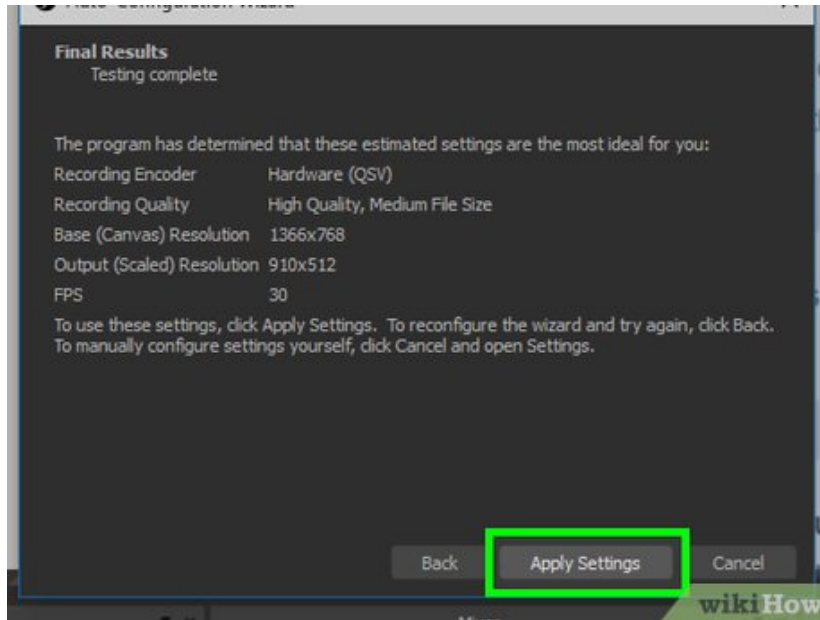 Auto-Configuration Wizard
Final Results
Testing complete
The program has determined that these estimated settings are the most ideal for you:
Recording Encoder Hardware (QSV)
Recording Quality High Quality, Medium File Size
Base (Canvas) Resolution 1366x768
Output (Scaled) Resolution 910x512
FPS 30
To use these settings, click Apply Settings. To reconfigure the wizard and try again, click Back.
To manually configure settings yourself, click Cancel and open Settings.
Back Apply Settings Cancel
wikiHow